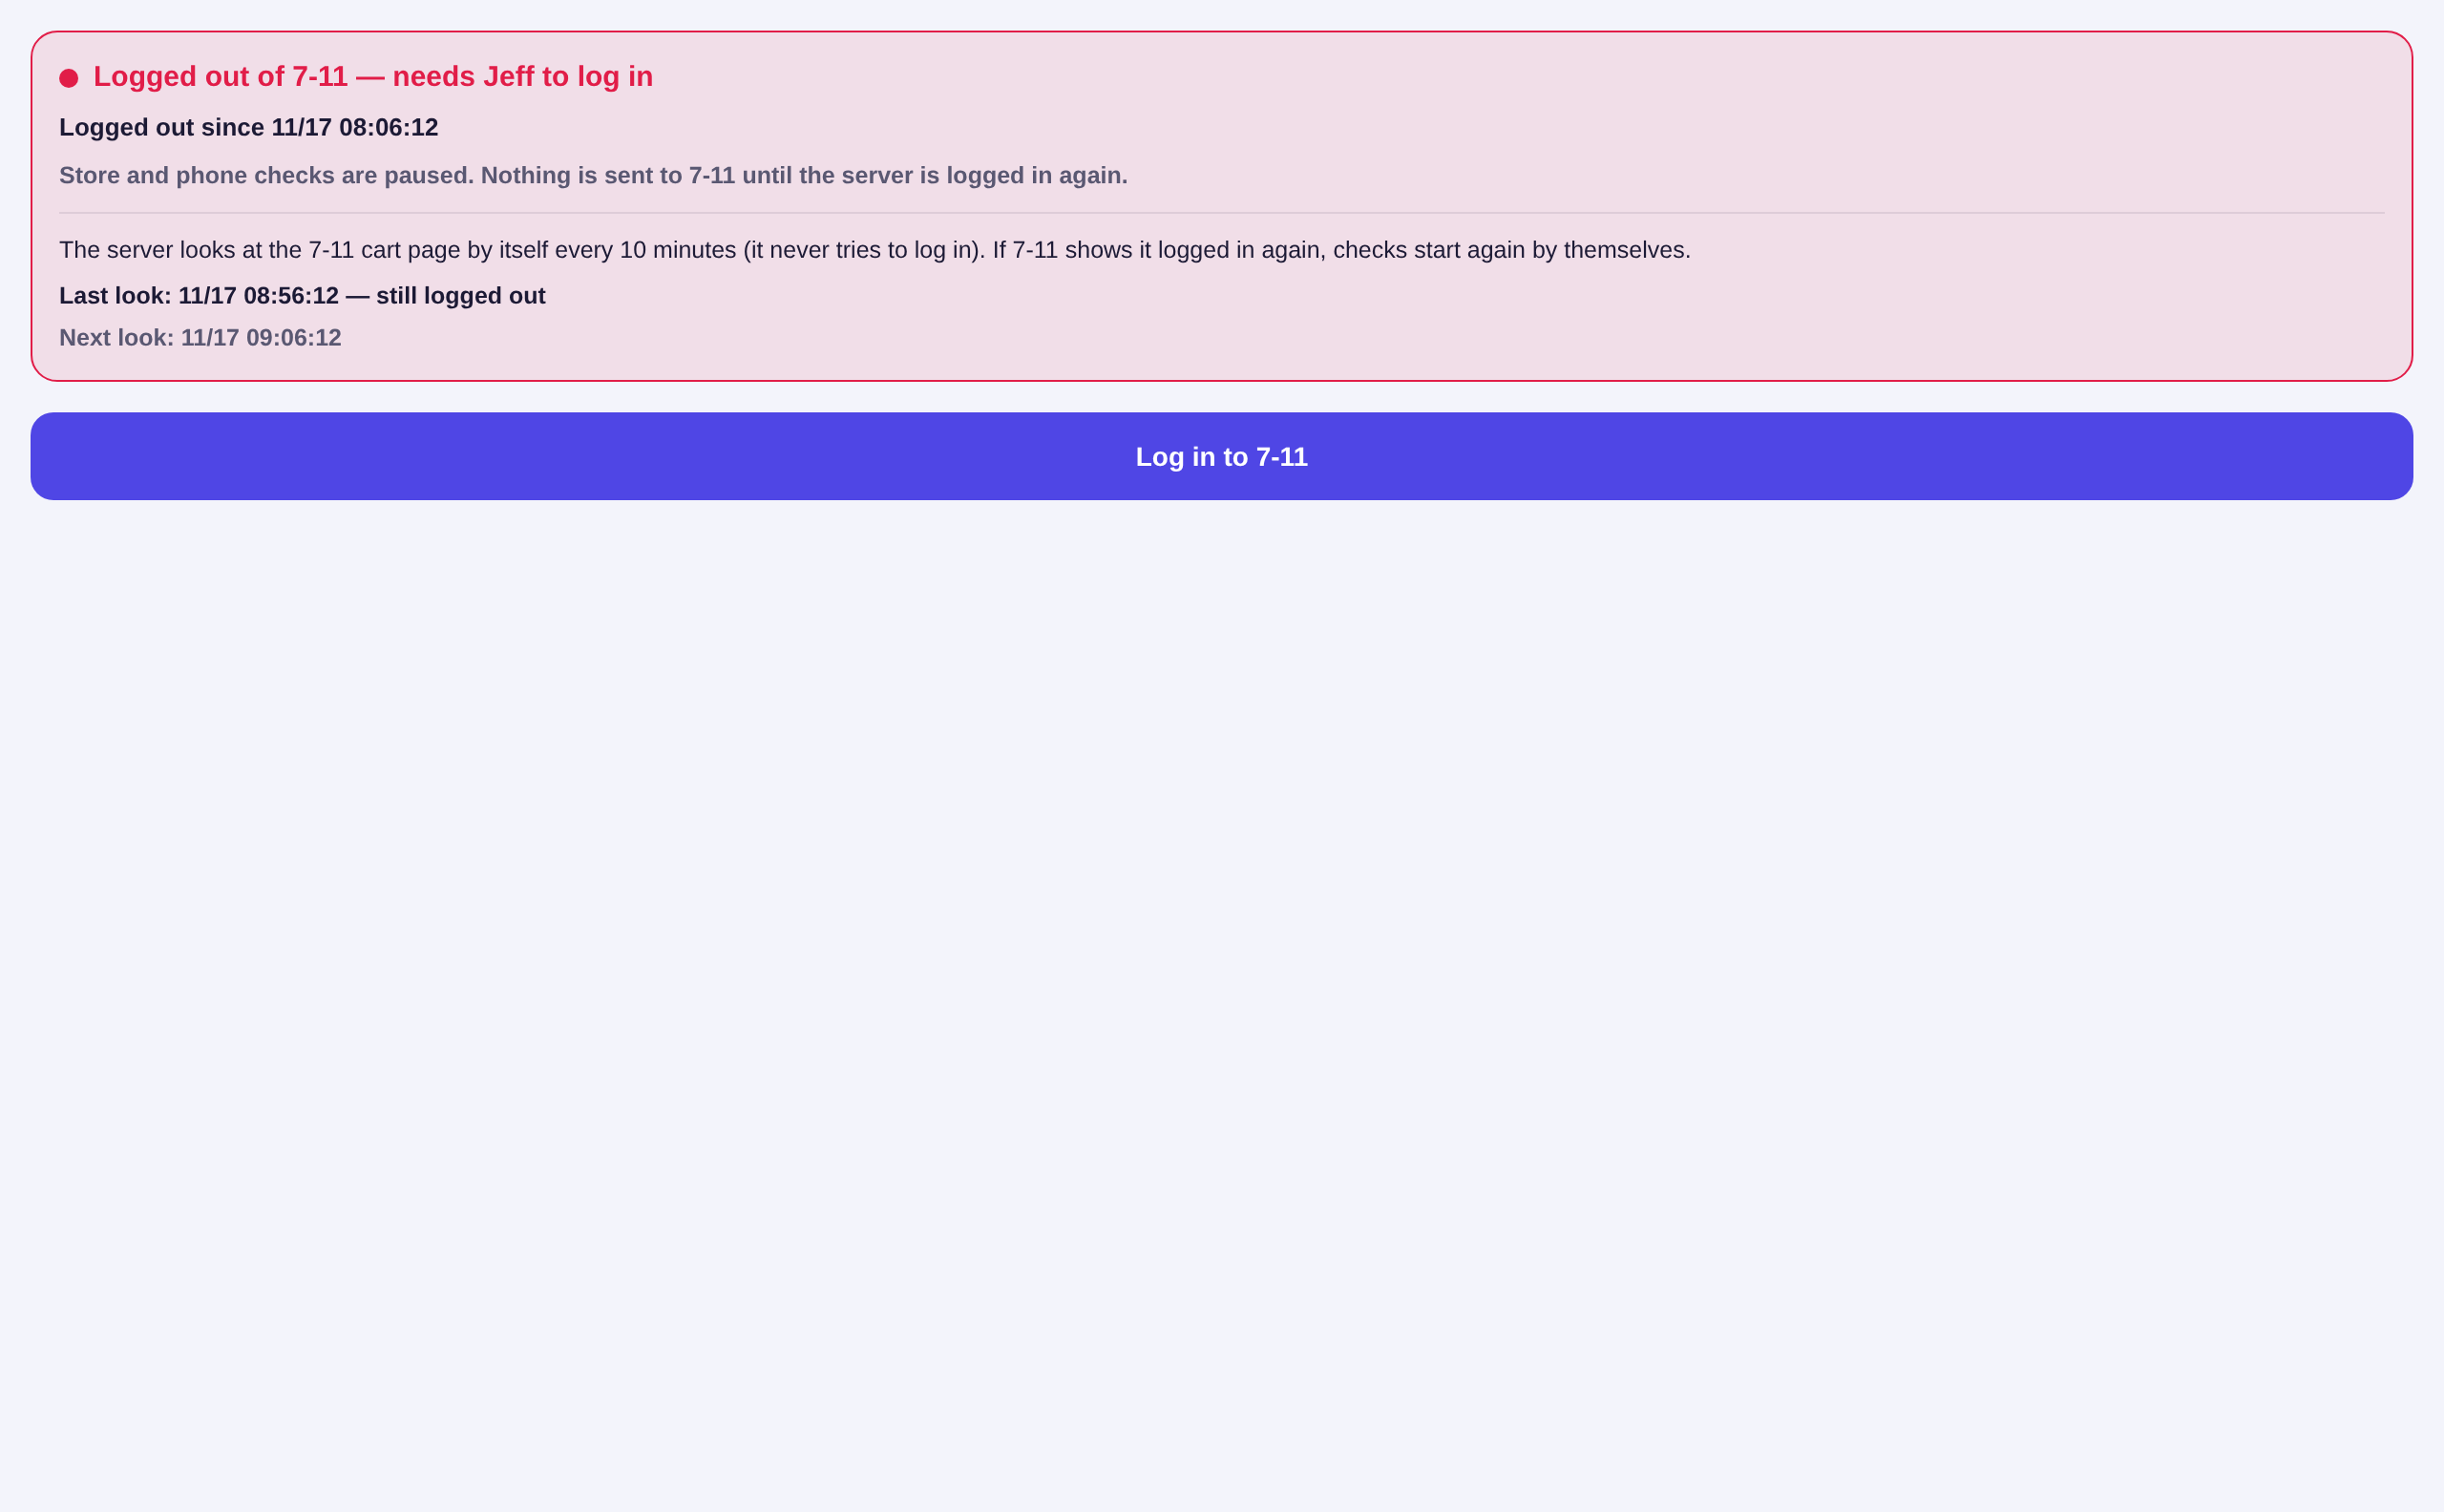 Logged out of 7-11 — needs Jeff to log in
Logged out since 11/17 08:06:12
Store and phone checks are paused. Nothing is sent to 7-11 until the server is logged in again.
The server looks at the 7-11 cart page by itself every 10 minutes (it never tries to log in). If 7-11 shows it logged in again, checks start again by themselves.
Last look: 11/17 08:56:12 — still logged out
Next look: 11/17 09:06:12
Log in to 7-11